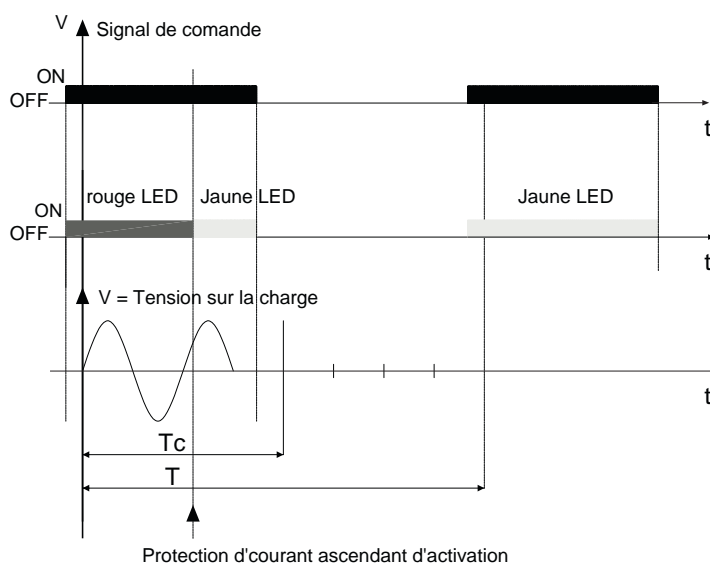 V
Signal de comande
ON
OFF
t
rouge LED
Jaune LED
Jaune LED
ON
OFF
t
V = Tension sur la charge
t
Tc
T
Protection d'courant ascendant d'activation